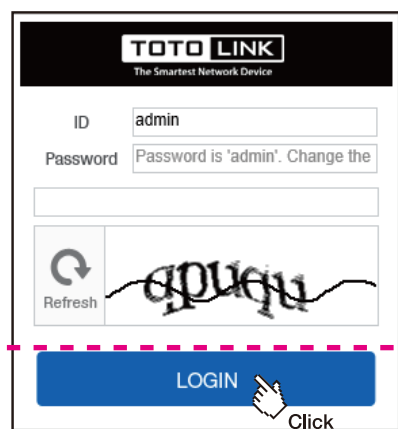 TOTO LINK
The Smartest Network Device
ID admin
Password Password is 'admin'. Change the
Refresh
LOGIN
Click